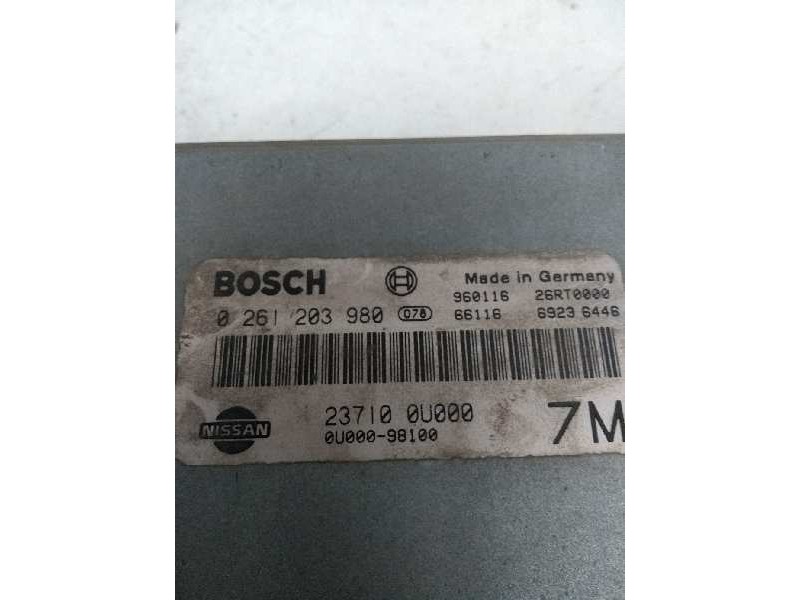 BOSCH Made in Germany
960116 26RT0000
0 261 203 980 078 66116 6923 6446
23710 0U000
NISSAN 7M
0U000-98100